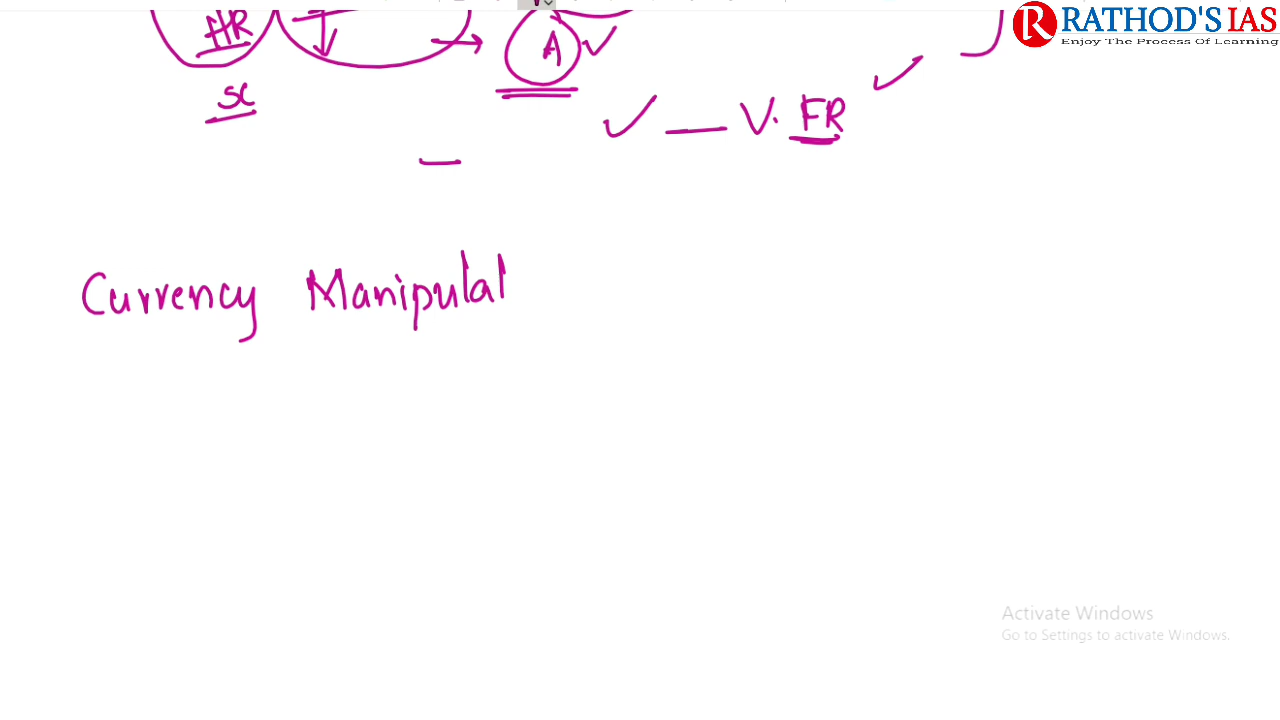 RATHOD'S IAS
Enjoy The Process Of Learning
HR
A
SC
V. FR
Currency Manipulat
Activate Windows
Go to Settings to activate Windows.